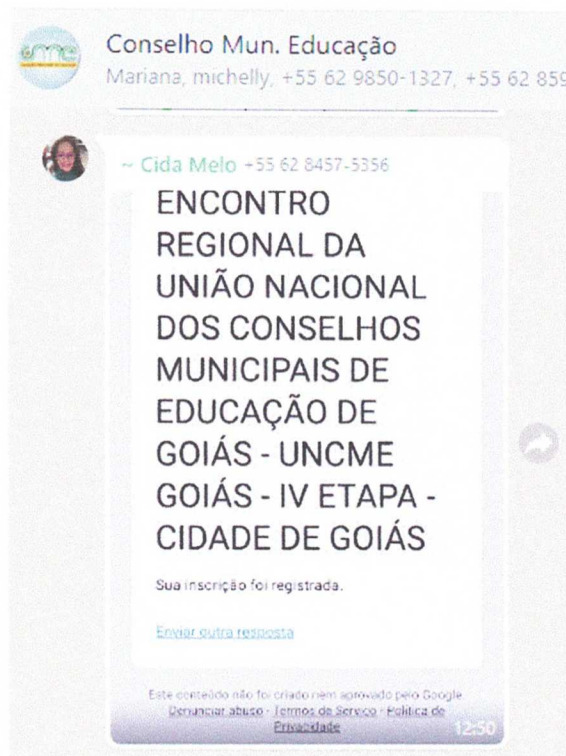 Conselho Mun. Educação
Mariana, michelly, +55 62 9850-1327, +55 62 859
~ Cida Melo +55 62 8457-5356
ENCONTRO
REGIONAL DA
UNIÃO NACIONAL
DOS CONSELHOS
MUNICIPAIS DE
EDUCAÇÃO DE
GOIÁS - UNCME
GOIÁS - IV ETAPA -
CIDADE DE GOIÁS
Sua inscrição foi registrada.
Enviar outra resposta
Este conteúdo não foi criado nem aprovado pelo Google.
Denunciar abuso - Termos de Serviço - Política de
Privacidade
12:50